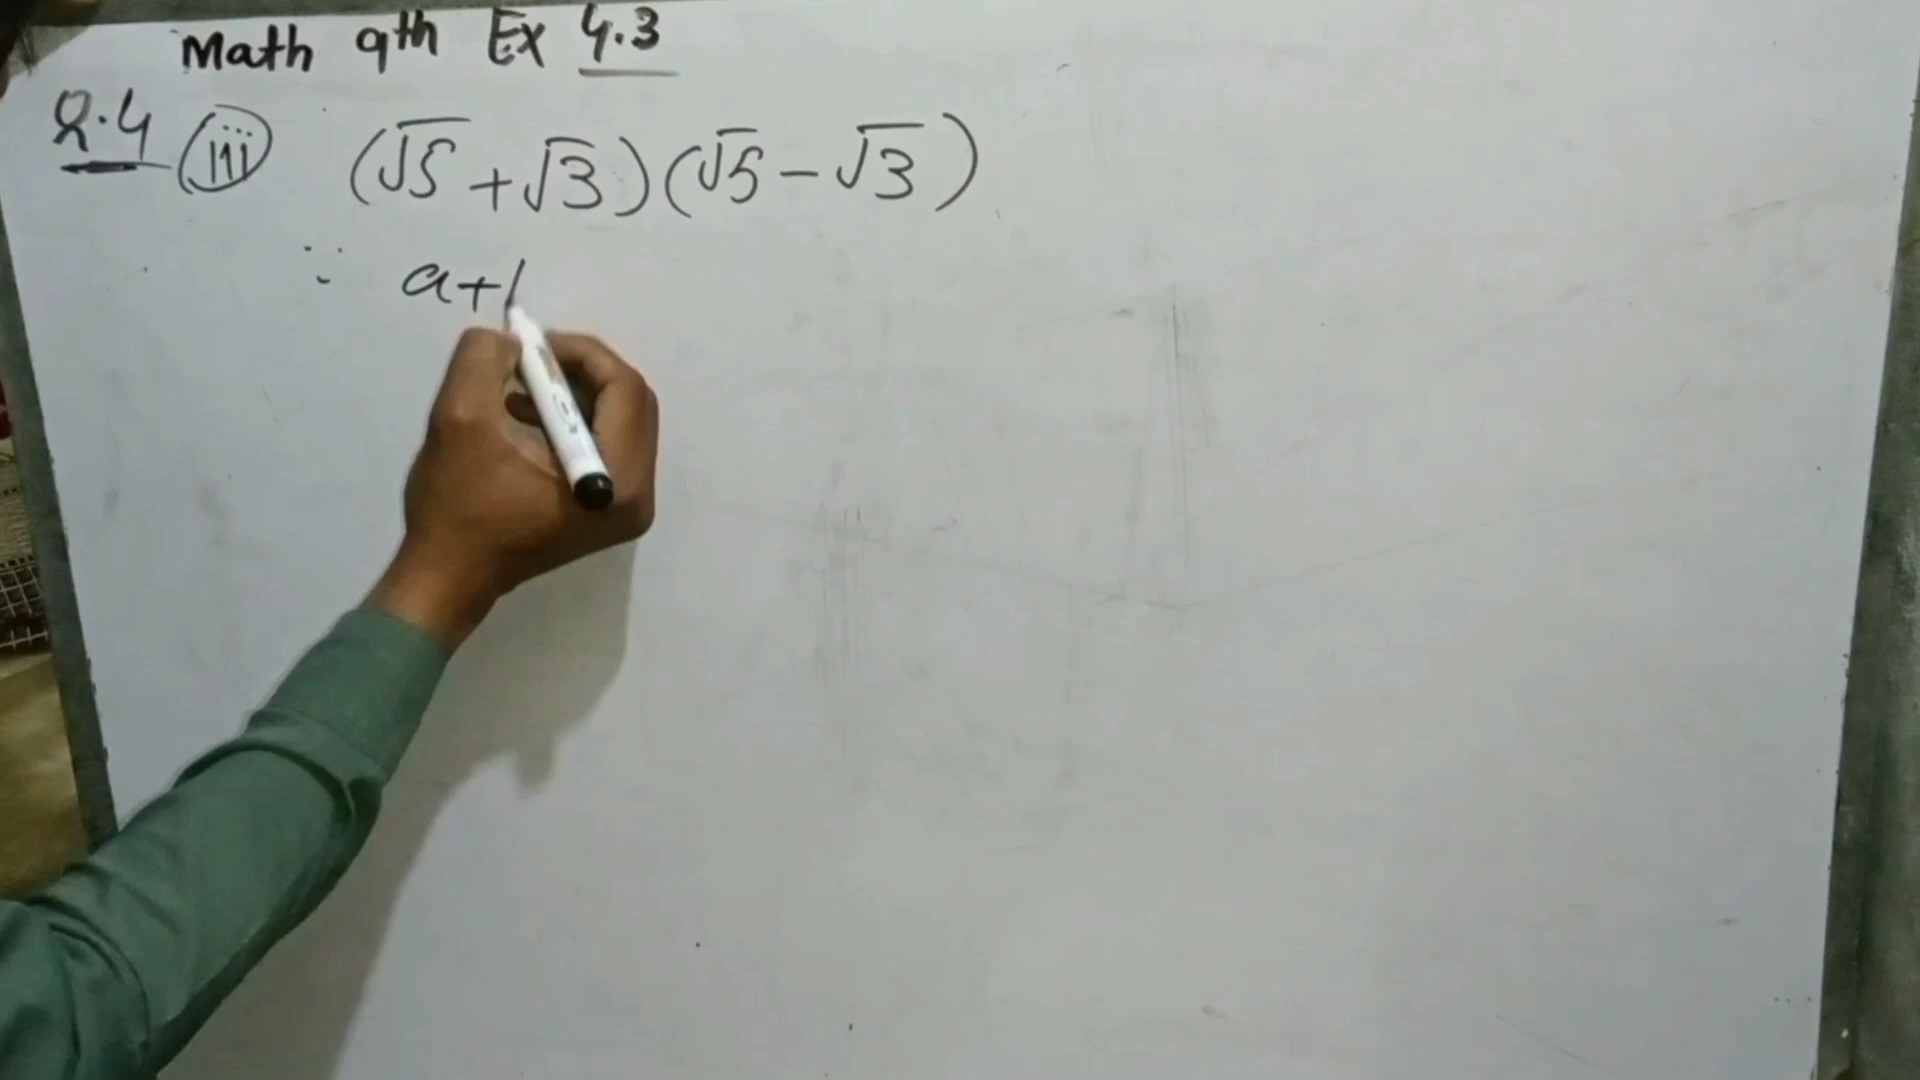 Math 9th Ex 4.3
Q.4 (iii) (√5 + √3)(√5 - √3)
∵ a+